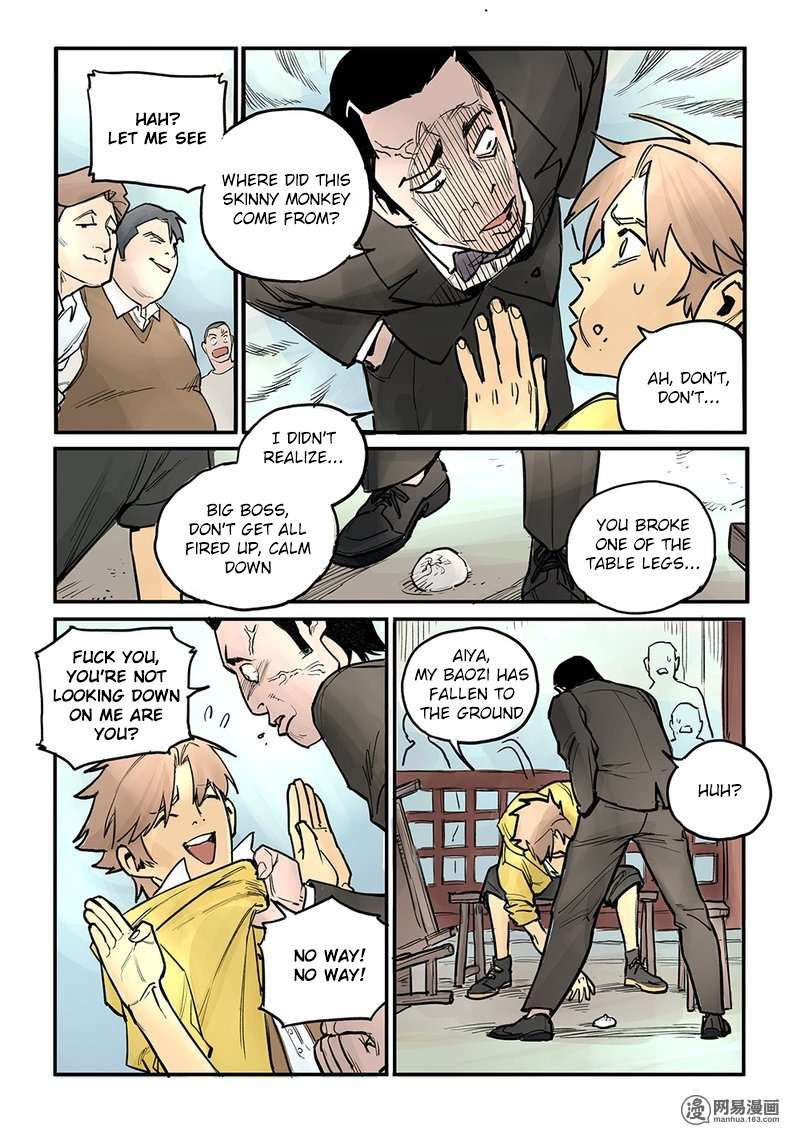 HAH?
LET ME SEE
WHERE DID THIS
SKINNY MONKEY
COME FROM?
AH, DON'T,
DON'T...
I DIDN'T
REALIZE...
BIG BOSS,
DON'T GET ALL
FIRED UP, CALM
DOWN
YOU BROKE
ONE OF THE
TABLE LEGS...
FUCK YOU,
YOU'RE NOT
LOOKING DOWN
ON ME ARE
YOU?
NO WAY!
NO WAY!
AIYA,
MY BAOZI HAS
FALLEN TO
THE GROUND
HUH?
漫 网易漫画
manhua.163.com